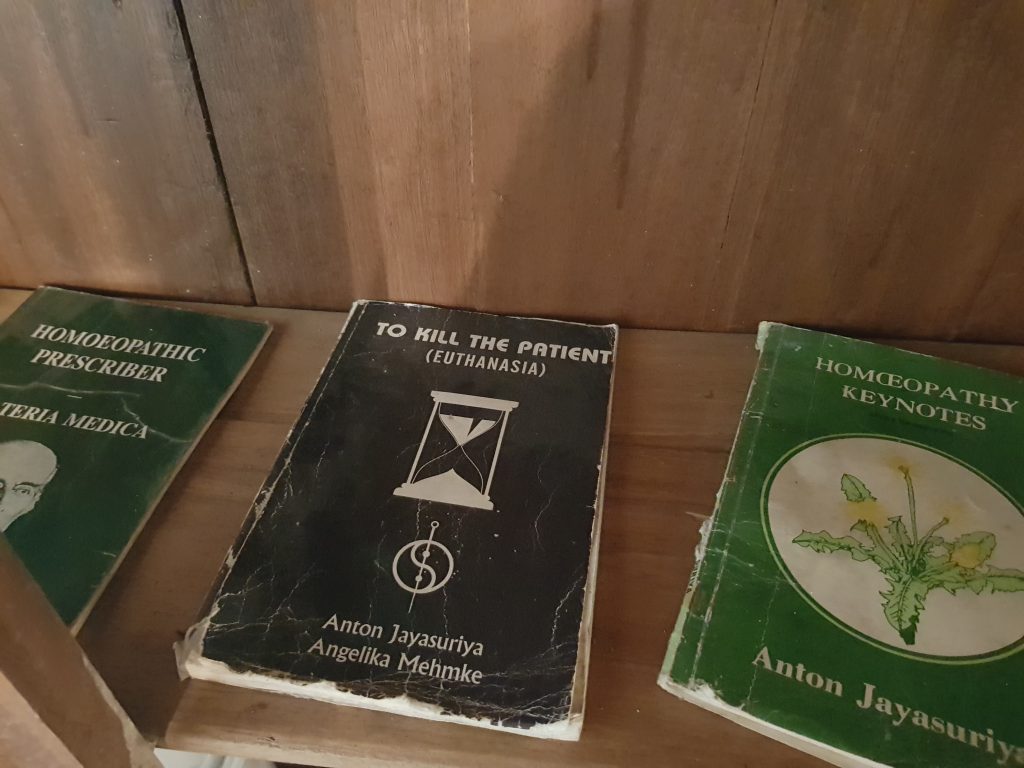 HOMOEOPATHIC
PRESCRIBER
TERIA MEDICA
TO KILL THE PATIENT
(EUTHANASIA)
Anton Jayasuriya
Angelika Mehmke
HOMŒOPATHY
KEYNOTES
Anton Jayasuriya